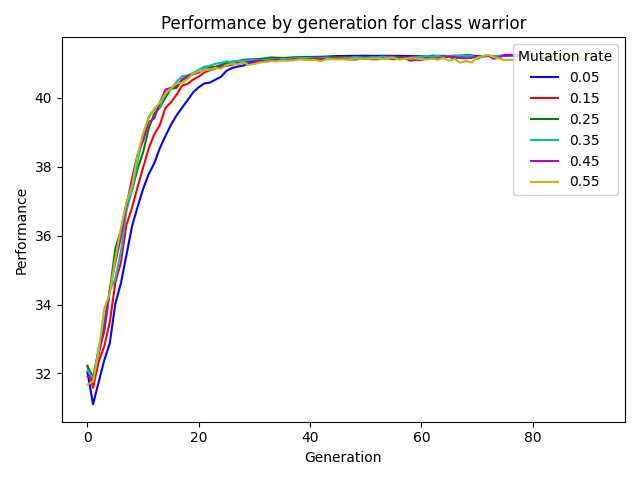 Performance by generation for class warrior
Mutation rate
0.05
0.15
0.25
0.35
0.45
0.55
Performance
40
38
36
34
32
0 20 40 60 80
Generation